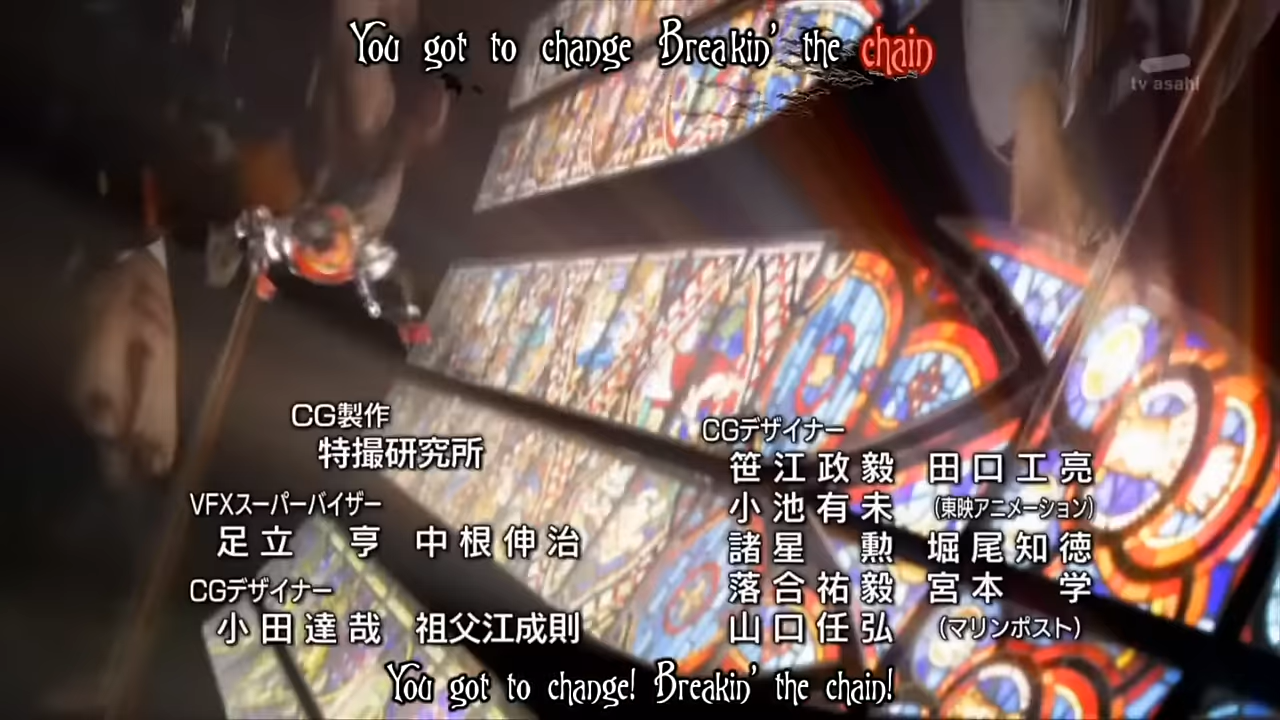 You got to change Breakin' the chain
tv asahi
CG製作
特撮研究所
VFXスーパーバイザー
足立　亨　中根伸治
CGデザイナー
小田達哉　祖父江成則
CGデザイナー
笹江政毅　田口工亮
小池有未　(東映アニメーション)
諸星　勲　堀尾知徳
落合祐毅　宮本　学
山口任弘　(マリンポスト)
You got to change! Breakin' the chain!